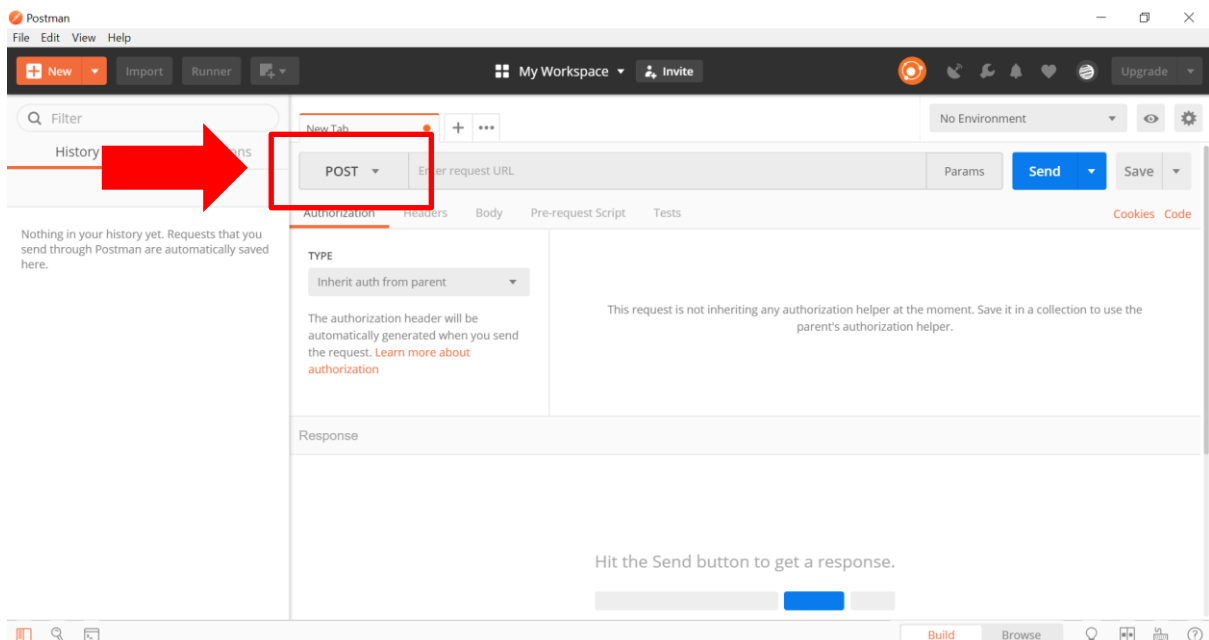 Postman
File Edit View Help
New Import Runner My Workspace Invite Upgrade
Filter
No Environment
New Tab
History
POST Enter request URL Params Send Save
Authorization Headers Body Pre-request Script Tests Cookies Code
Nothing in your history yet. Requests that you
send through Postman are automatically saved
here.
TYPE
Inherit auth from parent
The authorization header will be
automatically generated when you send
the request. Learn more about
authorization
This request is not inheriting any authorization helper at the moment. Save it in a collection to use the
parent's authorization helper.
Response
Hit the Send button to get a response.
Build Browse